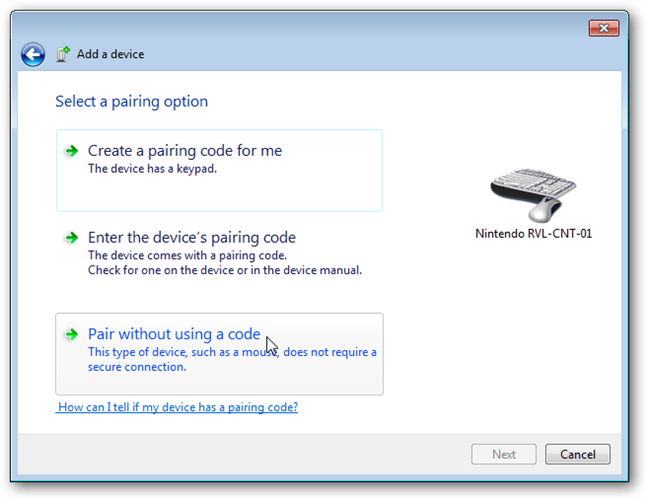 Add a device
Select a pairing option
Create a pairing code for me
The device has a keypad.
Enter the device's pairing code
The device comes with a pairing code.
Check for one on the device or in the device manual.
Pair without using a code
This type of device, such as a mouse, does not require a
secure connection.
How can I tell if my device has a pairing code?
Nintendo RVL-CNT-01
Next
Cancel